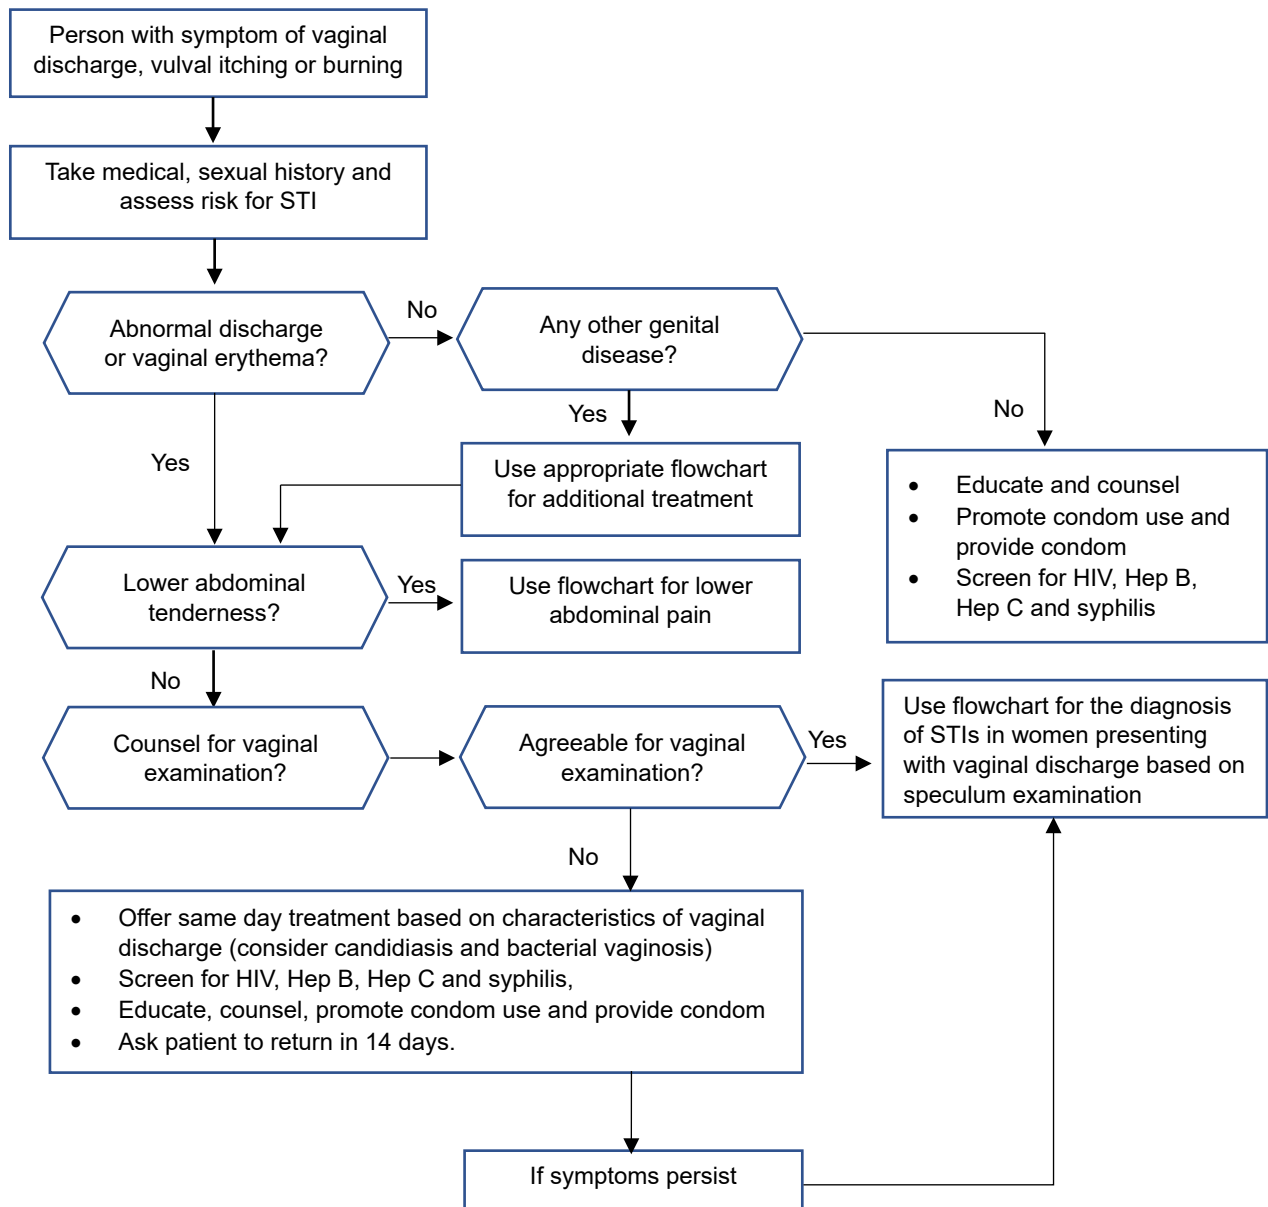 Person with symptom of vaginal
discharge, vulval itching or burning
Take medical, sexual history and
assess risk for STI
Abnormal discharge
or vaginal erythema?
No
Any other genital
disease?
No
Yes
Yes
Use appropriate flowchart
for additional treatment
• Educate and counsel
• Promote condom use and
provide condom
• Screen for HIV, Hep B,
Hep C and syphilis
Lower abdominal
tenderness?
Yes
Use flowchart for lower
abdominal pain
No
Counsel for vaginal
examination?
Agreeable for vaginal
examination?
Yes
Use flowchart for the diagnosis
of STIs in women presenting
with vaginal discharge based on
speculum examination
No
• Offer same day treatment based on characteristics of vaginal
discharge (consider candidiasis and bacterial vaginosis)
• Screen for HIV, Hep B, Hep C and syphilis,
• Educate, counsel, promote condom use and provide condom
• Ask patient to return in 14 days.
If symptoms persist